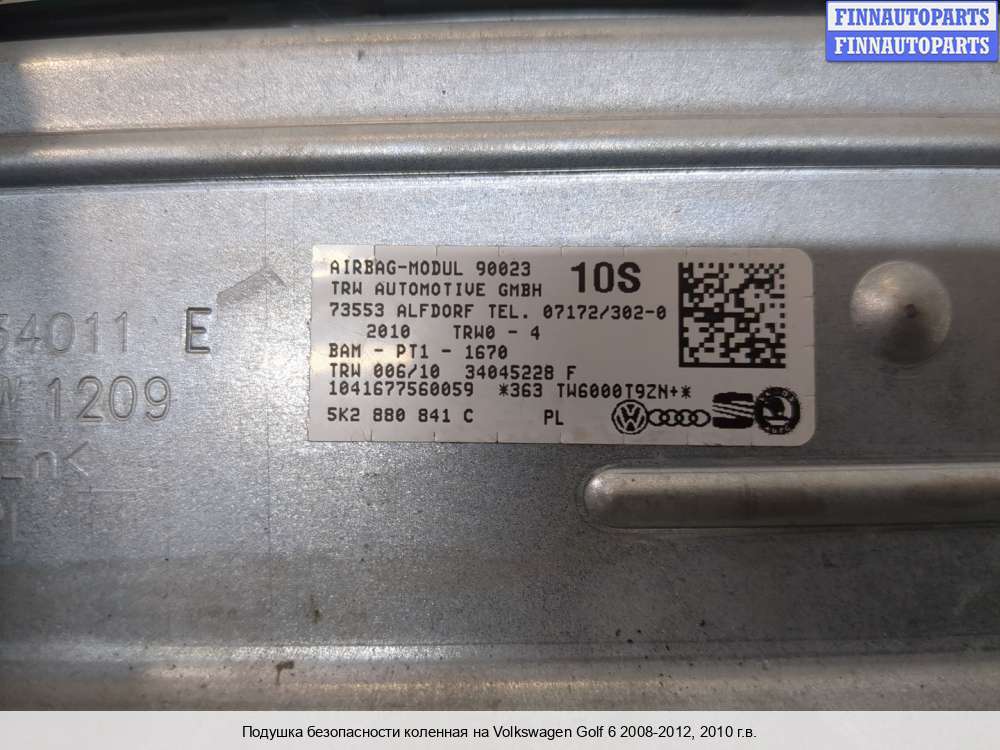 FINNAUTOPARTS
FINNAUTOPARTS
AIRBAG-MODUL 90023 10S
TRW AUTOMOTIVE GMBH
73553 ALFDORF TEL. 07172/302-0
2010 TRW0 - 4
BAM - PT1 - 1670
TRW 006/10 34045228 F
1041677560059 *363 TW6000T9ZN+*
5K2 880 841 C PL
34011 E
1209
Подушка безопасности коленная на Volkswagen Golf 6 2008-2012, 2010 г.в.